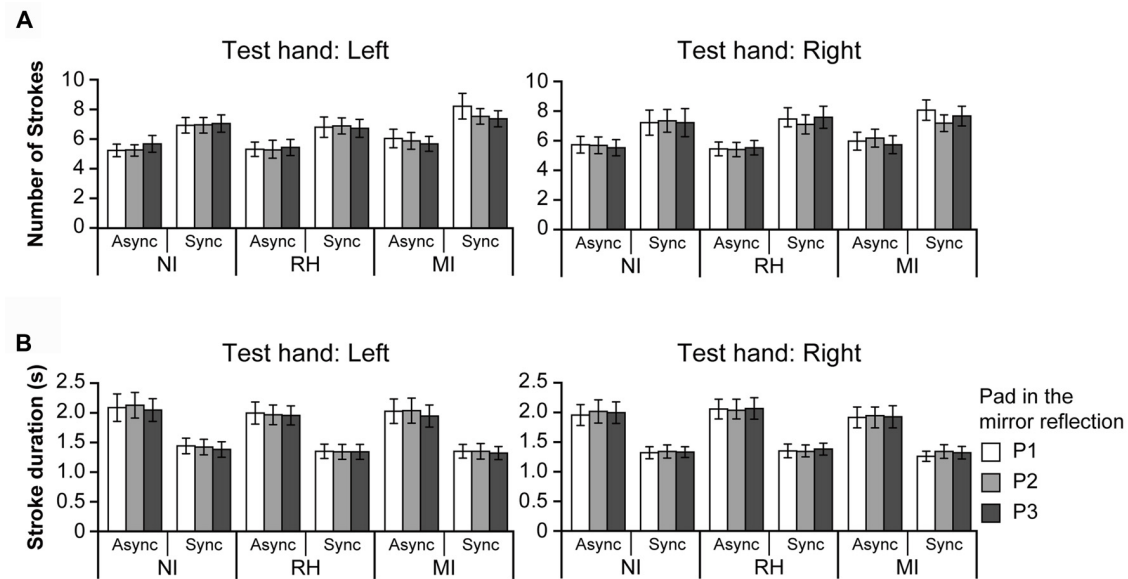 A
Test hand: Left
Test hand: Right
Number of Strokes
10
8
6
4
2
0
Async Sync Async Sync Async Sync
NI RH MI
10
8
6
4
2
0
Async Sync Async Sync Async Sync
NI RH MI
B
Test hand: Left
Test hand: Right
Stroke duration (s)
2.5
2.0
1.5
1.0
0.5
0
Async Sync Async Sync Async Sync
NI RH MI
2.5
2.0
1.5
1.0
0.5
0
Async Sync Async Sync Async Sync
NI RH MI
Pad in the
mirror reflection
P1
P2
P3